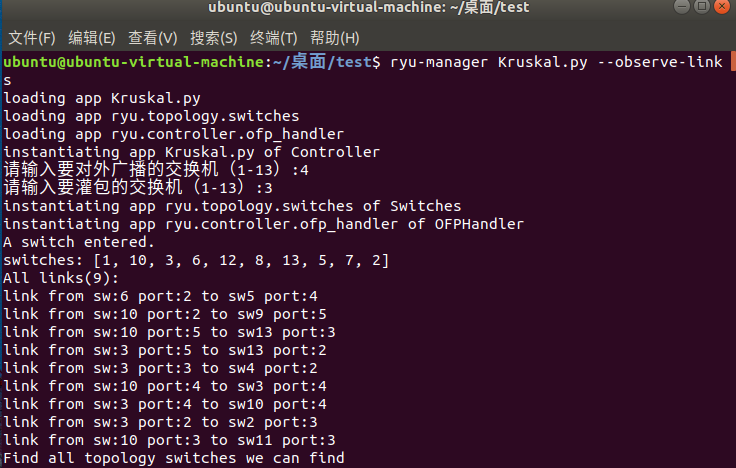 ubuntu@ubuntu-virtual-machine: ~/桌面/test
文件(F) 编辑(E) 查看(V) 搜索(S) 终端(T) 帮助(H)
ubuntu@ubuntu-virtual-machine:~/桌面/test$ ryu-manager Kruskal.py --observe-link
s
loading app Kruskal.py
loading app ryu.topology.switches
loading app ryu.controller.ofp_handler
instantiating app Kruskal.py of Controller
请输入要对外广播的交换机（1-13）:4
请输入要灌包的交换机（1-13）:3
instantiating app ryu.topology.switches of Switches
instantiating app ryu.controller.ofp_handler of OFPHandler
A switch entered.
switches: [1, 10, 3, 6, 12, 8, 13, 5, 7, 2]
All links(9):
link from sw:6 port:2 to sw5 port:4
link from sw:10 port:2 to sw9 port:5
link from sw:10 port:5 to sw13 port:3
link from sw:3 port:5 to sw13 port:2
link from sw:3 port:3 to sw4 port:2
link from sw:10 port:4 to sw3 port:4
link from sw:3 port:4 to sw10 port:4
link from sw:3 port:2 to sw2 port:3
link from sw:10 port:3 to sw11 port:3
Find all topology switches we can find